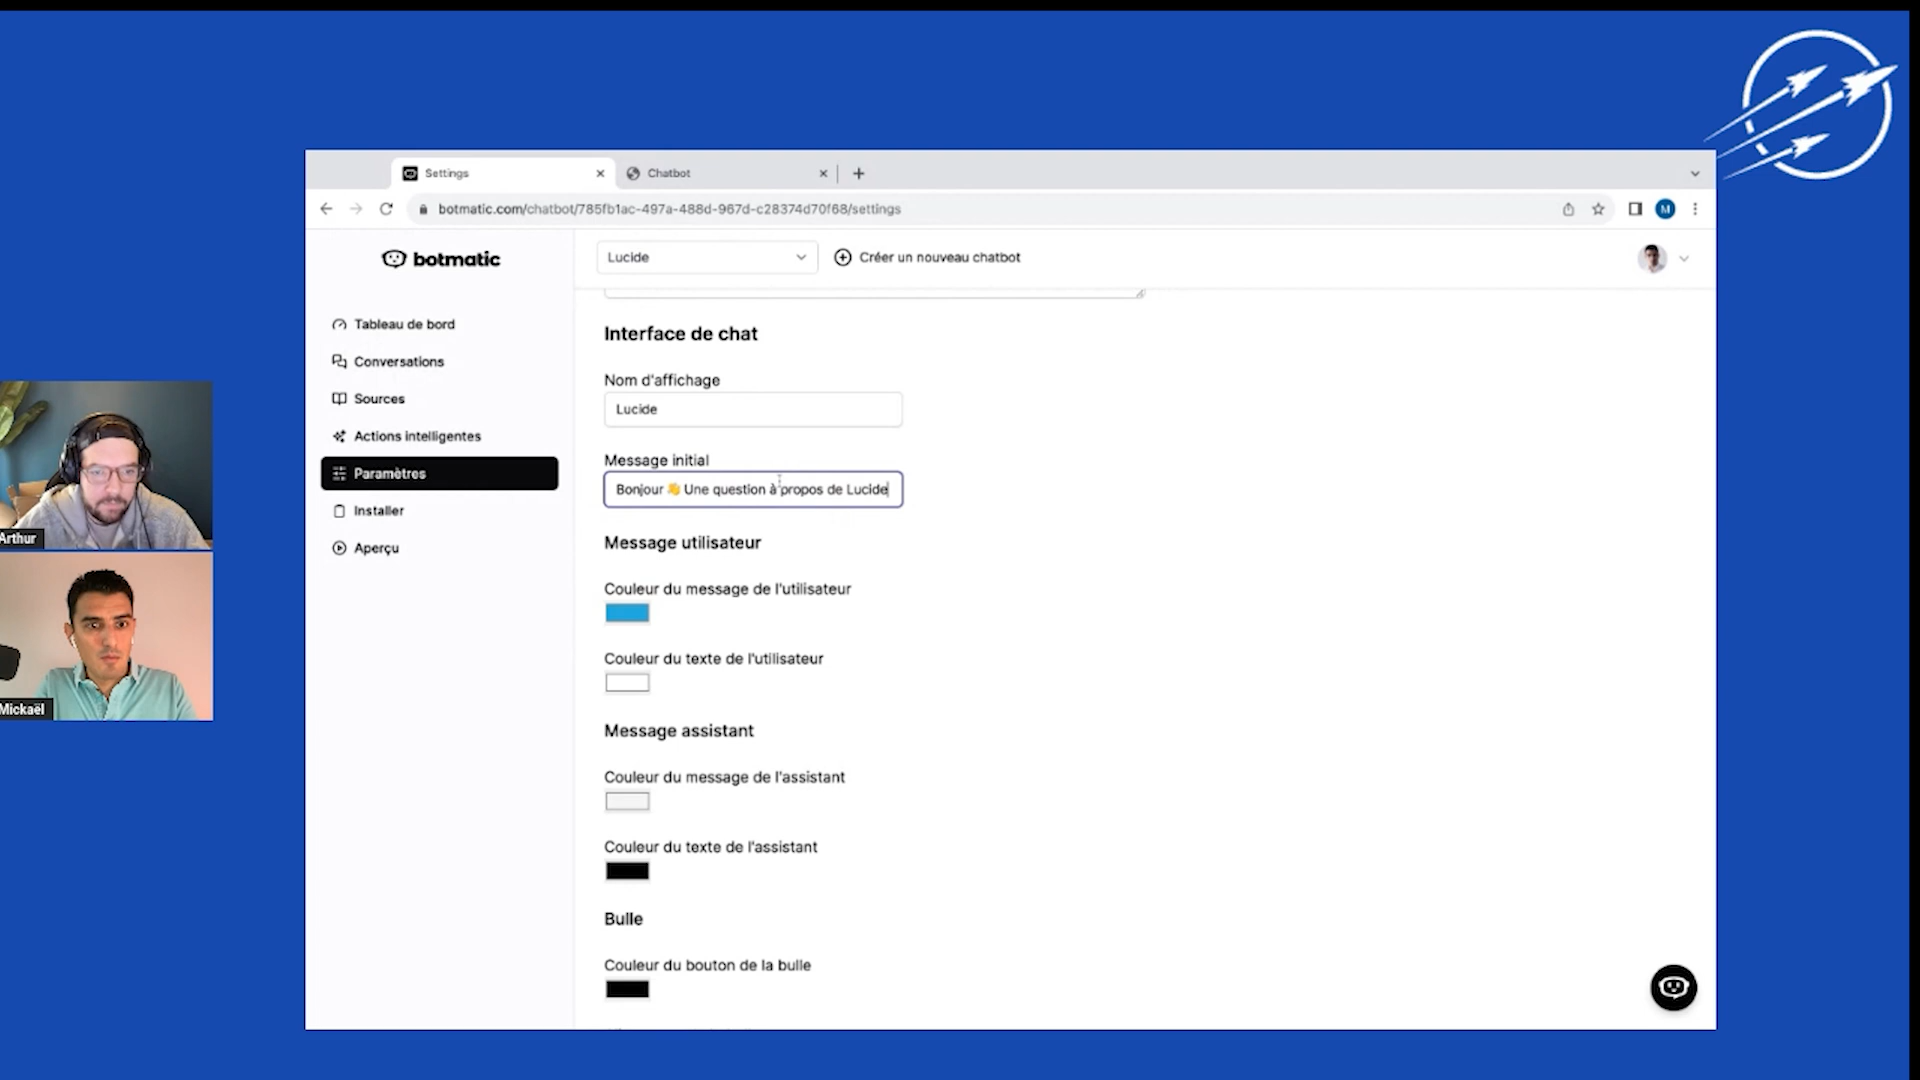 Settings
Chatbot
botmatic.com/chatbot/785fb1ac-497a-488d-967d-c28374d70f68/settings
M
botmatic
Lucide
Créer un nouveau chatbot
Tableau de bord
Conversations
Sources
Actions intelligentes
Paramètres
Installer
Aperçu
Interface de chat
Nom d'affichage
Lucide
Message initial
Bonjour 👋 Une question à propos de Lucide
Message utilisateur
Couleur du message de l'utilisateur
Couleur du texte de l'utilisateur
Message assistant
Couleur du message de l'assistant
Couleur du texte de l'assistant
Bulle
Couleur du bouton de la bulle
Arthur
Mickaël